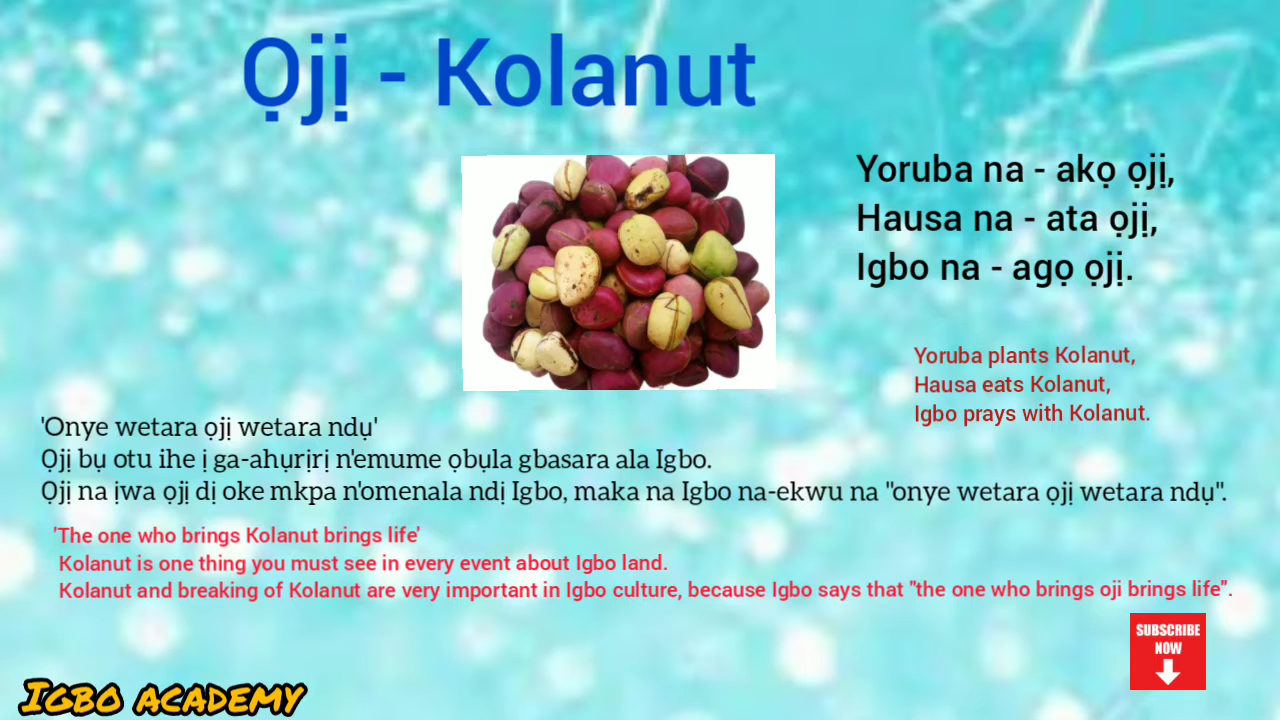 Ọjị - Kolanut
Yoruba na - akọ ọjị,
Hausa na - ata ọjị,
Igbo na - agọ ọjị.
Yoruba plants Kolanut,
Hausa eats Kolanut,
Igbo prays with Kolanut.
'Onye wetara ọjị wetara ndụ'
Ọjị bụ otu ihe ị ga-ahụrịrị n'emume ọbụla gbasara ala Igbo.
Ọjị na ịwa ọjị dị oke mkpa n'omenala ndị Igbo, maka na Igbo na-ekwu na "onye wetara ọjị wetara ndụ".
'The one who brings Kolanut brings life'
Kolanut is one thing you must see in every event about Igbo land.
Kolanut and breaking of Kolanut are very important in Igbo culture, because Igbo says that "the one who brings oji brings life".
SUBSCRIBE
NOW
IGBO ACADEMY